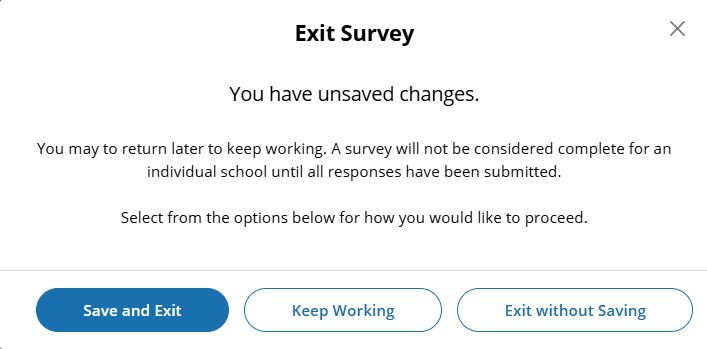 Exit Survey
You have unsaved changes.
You may to return later to keep working. A survey will not be considered complete for an
individual school until all responses have been submitted.
Select from the options below for how you would like to proceed.
Save and Exit
Keep Working
Exit without Saving